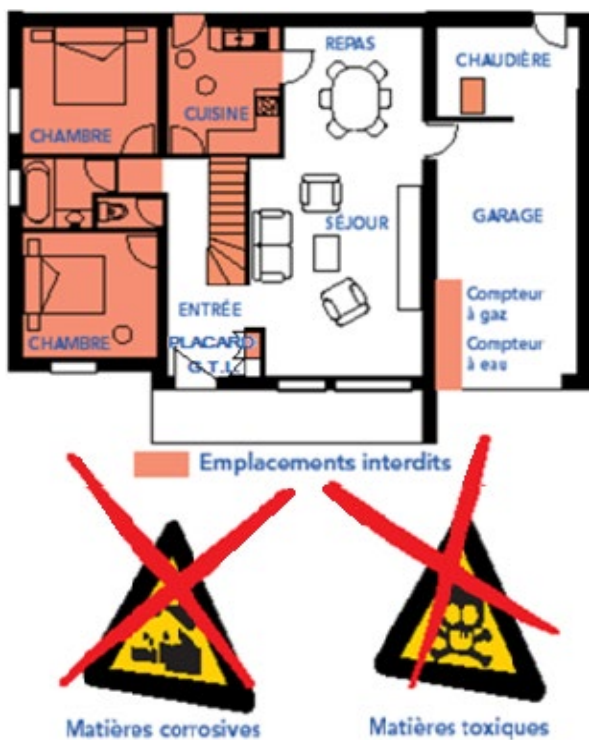 REPAS
CHAUDIÈRE
CUISINE
CHAMBRE
SÉJOUR
GARAGE
Compteur
à gaz
ENTRÉE
CHAMBRE
PLACARD
G.T.L.
Compteur
à eau
Emplacements interdits
Matières corrosives
Matières toxiques